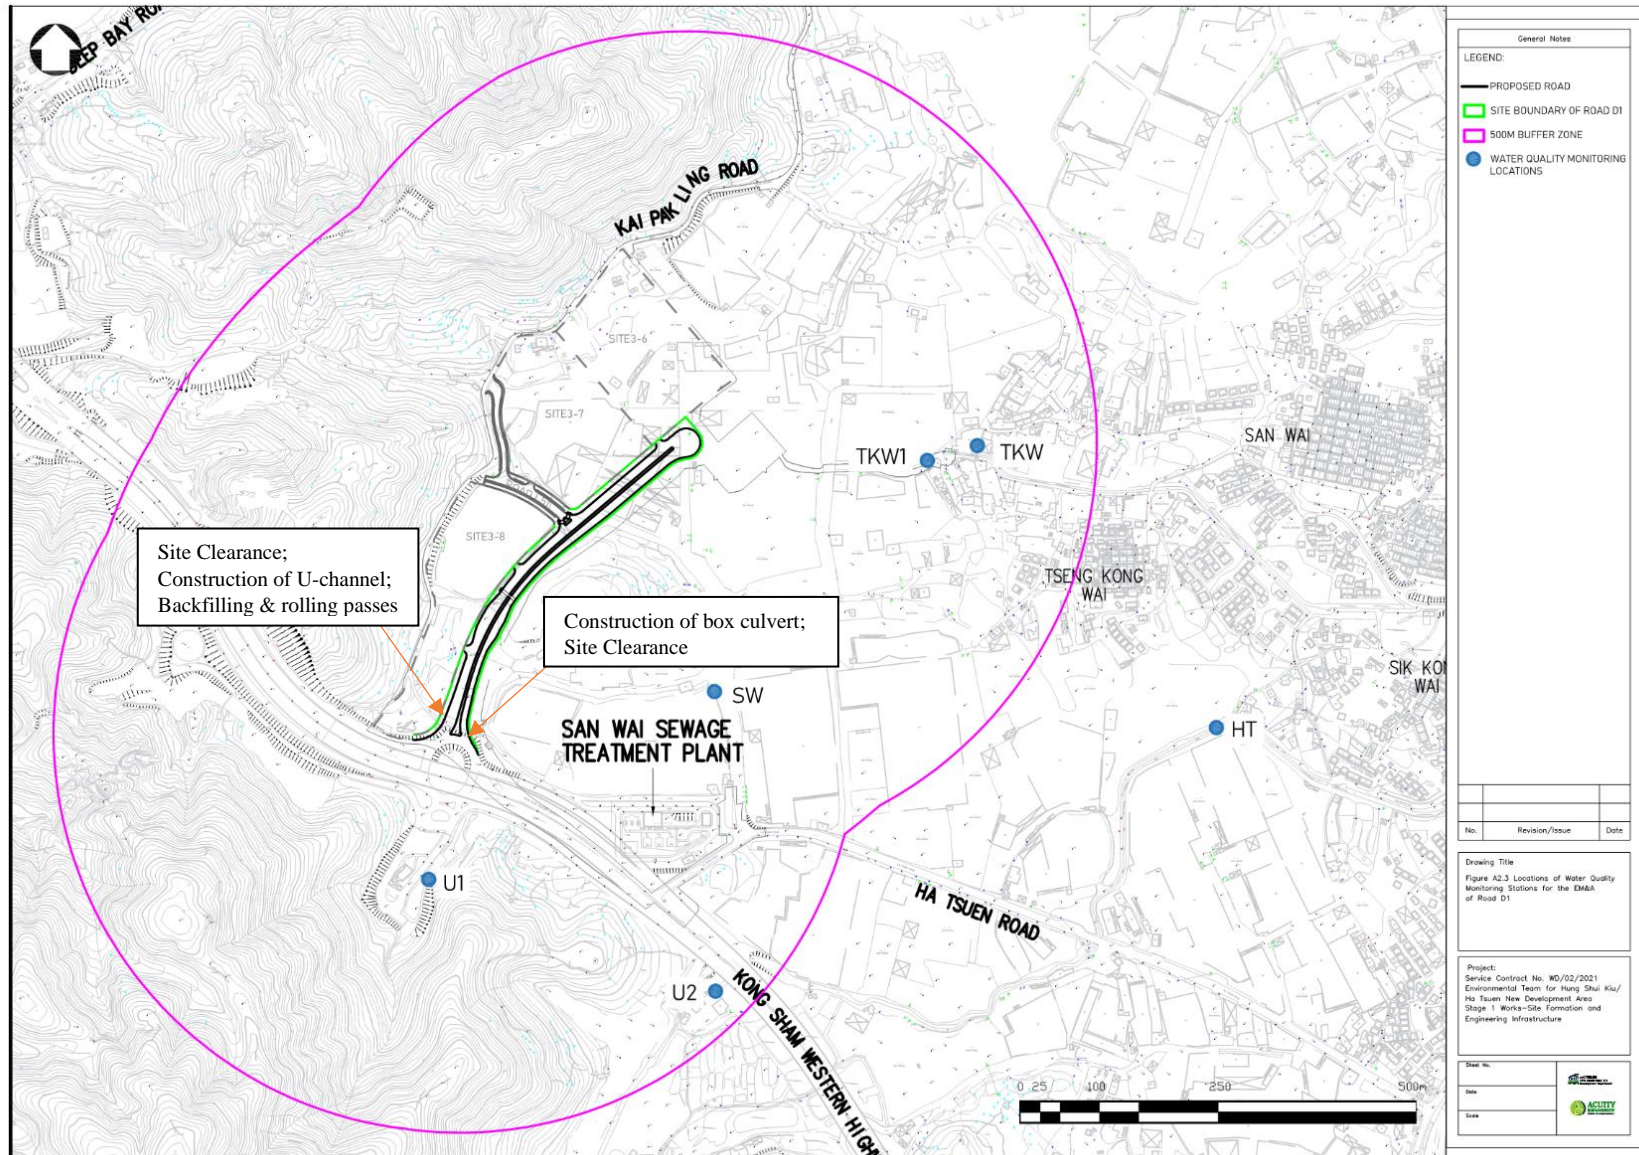 DEEP BAY RO
KAI PAK LING ROAD
SITE3-6
SITE3-7
SITE3-8
TKW1
TKW
SAN WAI
TSENG KONG
WAI
SIK KO
WAI
Site Clearance;
Construction of U-channel;
Backfilling & rolling passes
Construction of box culvert;
Site Clearance
SW
SAN WAI SEWAGE
TREATMENT PLANT
HT
U1
U2
HA TSUEN ROAD
KONG SHAM WESTERN HIGH
0 25 100 250 500m
General Notes
LEGEND:
PROPOSED ROAD
SITE BOUNDARY OF ROAD D1
500M BUFFER ZONE
WATER QUALITY MONITORING
LOCATIONS
No. Revision/Issue Date
Drawing Title
Figure A2.3 Locations of Water Quality
Monitoring Stations for the EM&A
of Road D1
Project:
Service Contract No. WD/02/2021
Environmental Team for Hung Shui Kiu/
Ha Tsuen New Development Area
Stage 1 Works-Site Formation and
Engineering Infrastructure
Sheet No.
Date
Scale
ACUITY